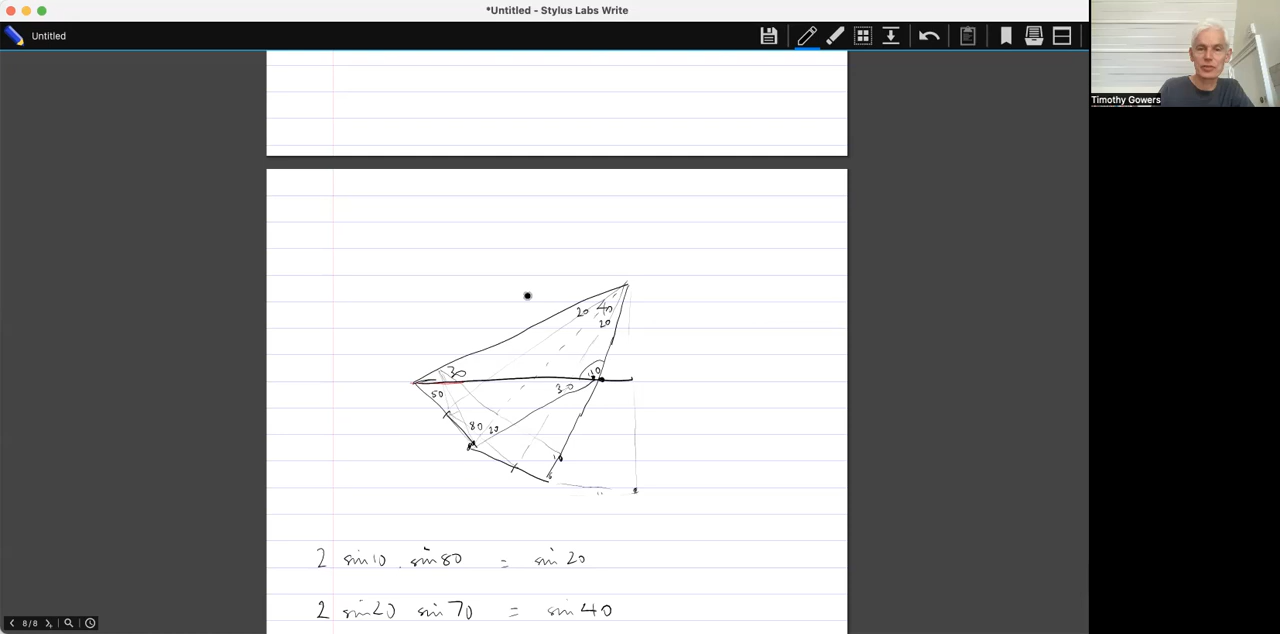 *Untitled - Stylus Labs Write
Untitled
Timothy Gowers
20 40
20
30
110
50
30
80 20
2 sin10 . sin80 = sin20
2 sin20 sin70 = sin40
8/8